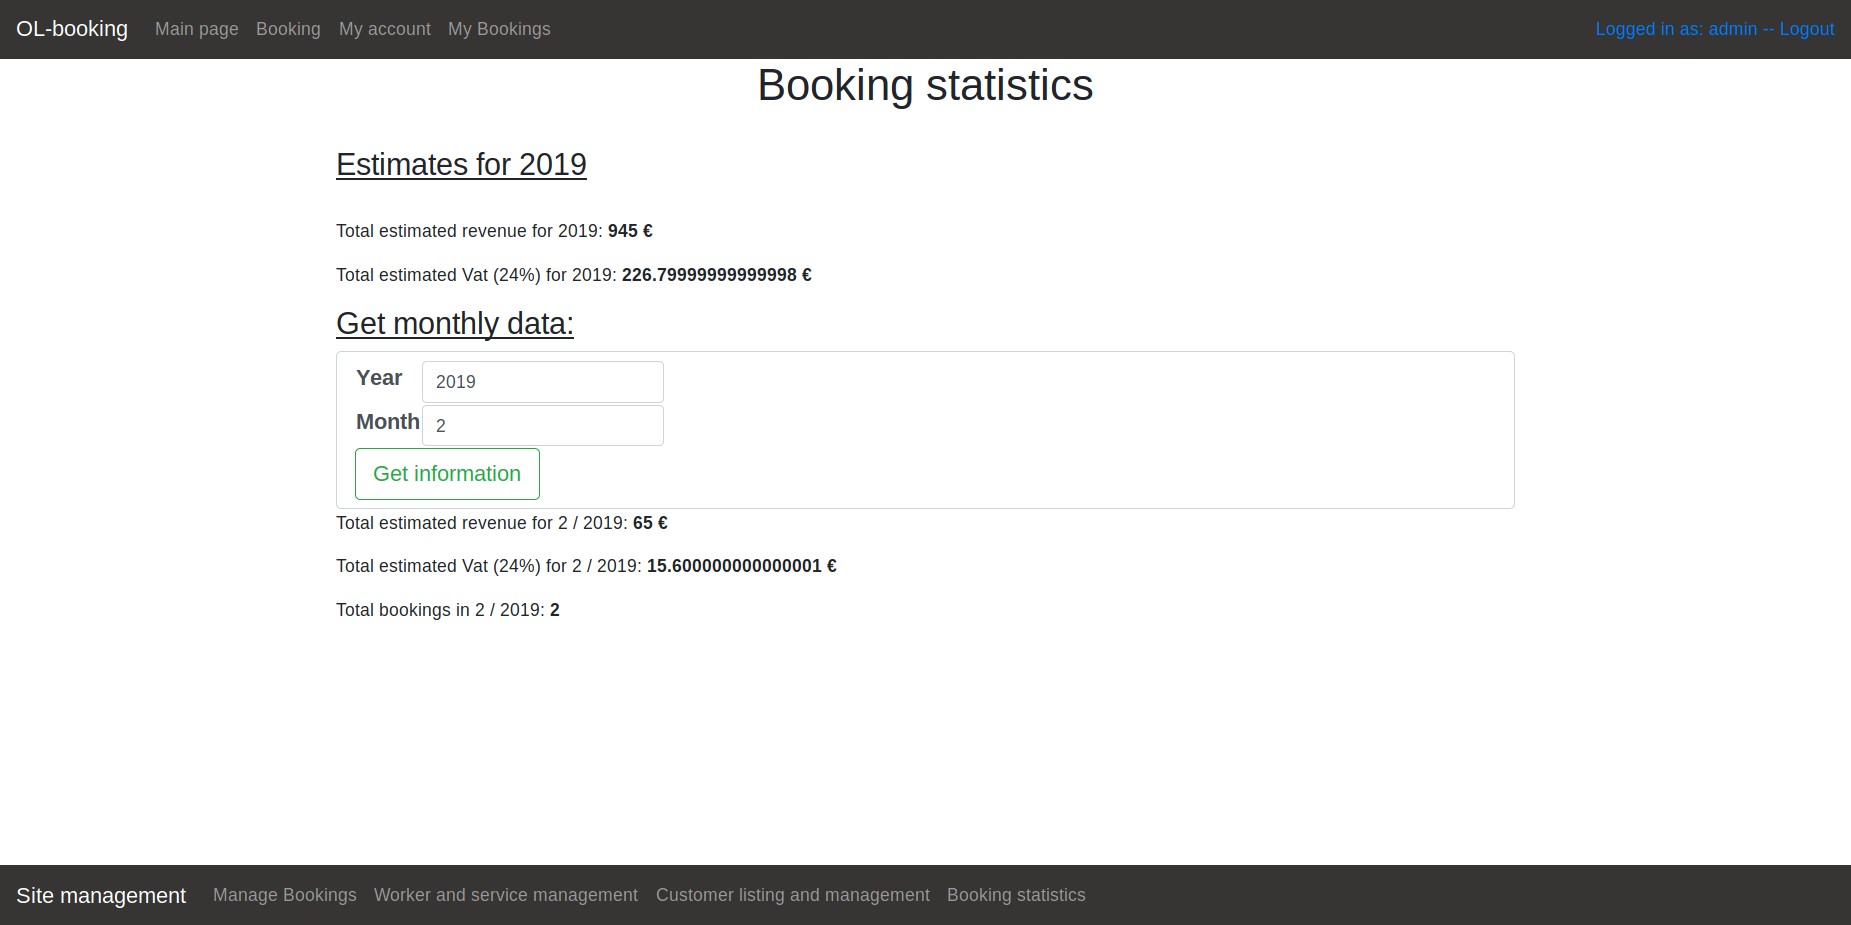 OL-booking Main page Booking My account My Bookings Logged in as: admin -- Logout
Booking statistics
Estimates for 2019
Total estimated revenue for 2019: 945 €
Total estimated Vat (24%) for 2019: 226.79999999999998 €
Get monthly data:
Year 2019
Month 2
Get information
Total estimated revenue for 2 / 2019: 65 €
Total estimated Vat (24%) for 2 / 2019: 15.600000000000001 €
Total bookings in 2 / 2019: 2
Site management Manage Bookings Worker and service management Customer listing and management Booking statistics